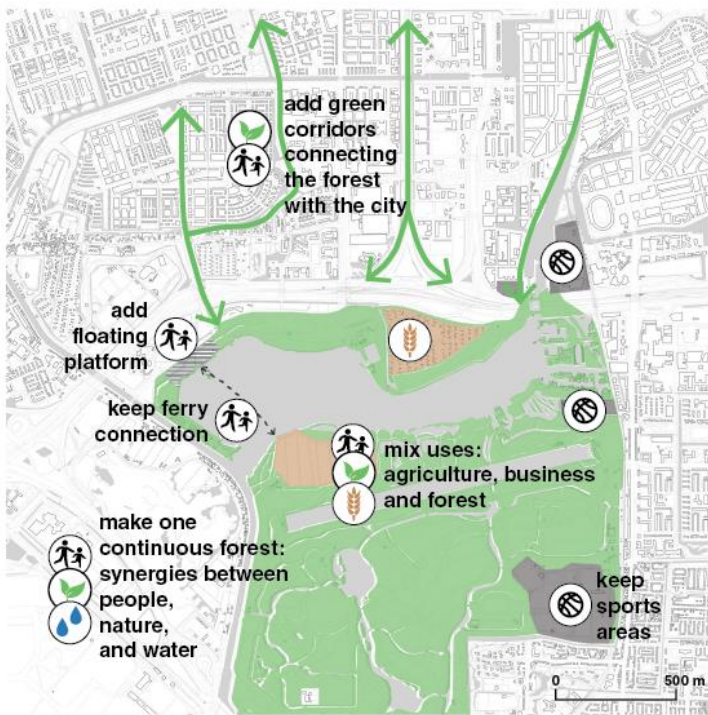 add green
corridors
connecting
the forest
with the city
add
floating
platform
keep ferry
connection
mix uses:
agriculture, business
and forest
make one
continuous forest:
synergies between
people,
nature,
and water
keep
sports
areas
0 500 m